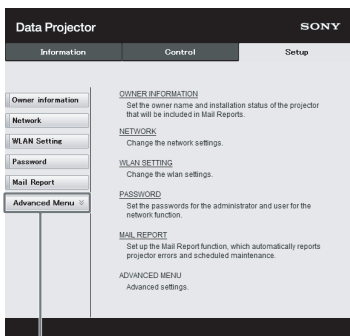 Data Projector
SONY
Information
Control
Setup
Owner information
Network
WLAN Setting
Password
Mail Report
Advanced Menu
OWNER INFORMATION
Set the owner name and installation status of the projector
that will be included in Mail Reports.
NETWORK
Change the network settings.
WLAN SETTING
Change the wlan settings.
PASSWORD
Set the passwords for the administrator and user for the
network function.
MAIL REPORT
Set up the Mail Report function, which automatically reports
projector errors and scheduled maintenance.
ADVANCED MENU
Advanced settings.